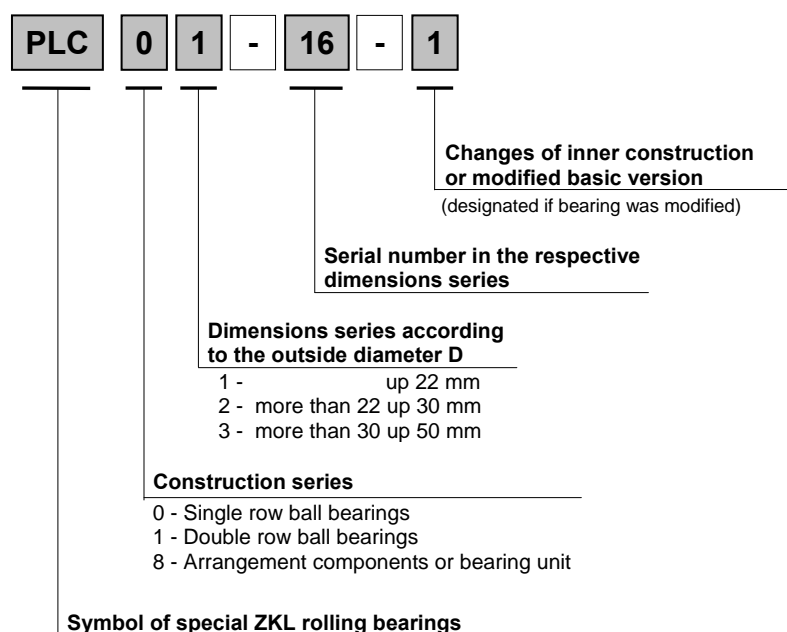 PLC 0 1 - 16 - 1
Changes of inner construction
or modified basic version
(designated if bearing was modified)
Serial number in the respective
dimensions series
Dimensions series according
to the outside diameter D
1 - up 22 mm
2 - more than 22 up 30 mm
3 - more than 30 up 50 mm
Construction series
0 - Single row ball bearings
1 - Double row ball bearings
8 - Arrangement components or bearing unit
Symbol of special ZKL rolling bearings